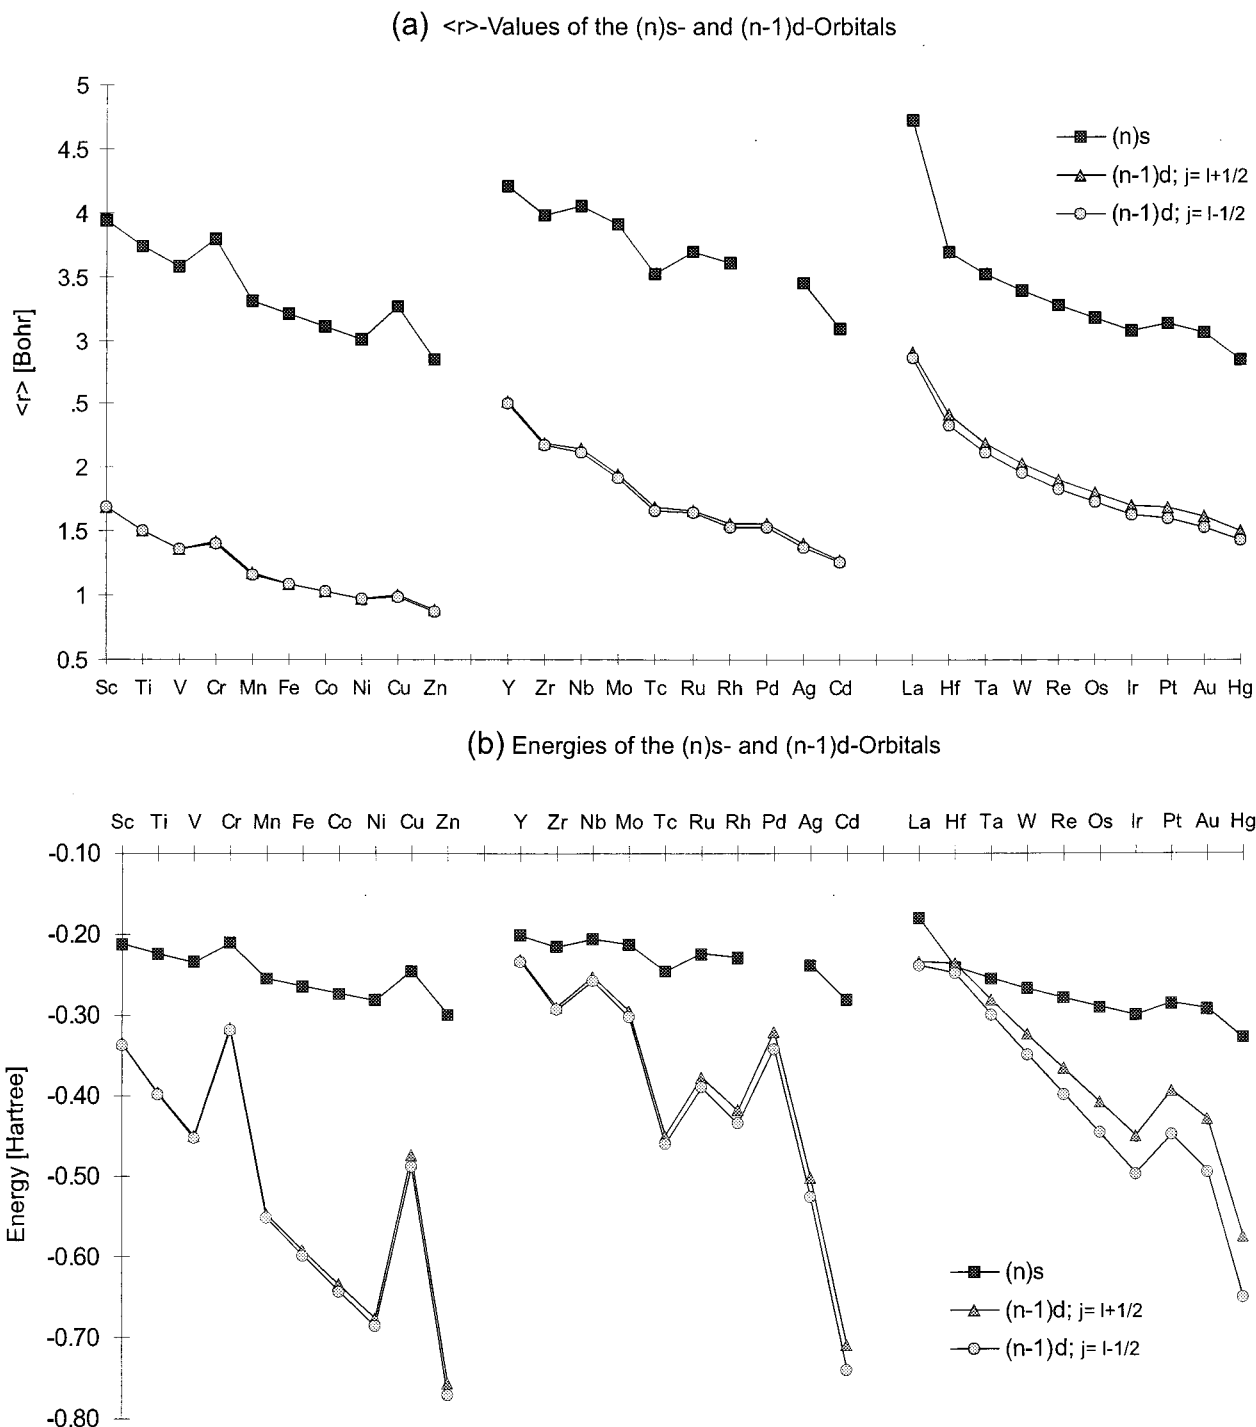 (a) <r>-Values of the (n)s- and (n-1)d-Orbitals
5
4.5
4
3.5
3
.5
2
1.5
1
0.5
<r> [Bohr]
(n)s
(n-1)d; j= l+1/2
(n-1)d; j= l-1/2
Sc Ti V Cr Mn Fe Co Ni Cu Zn Y Zr Nb Mo Tc Ru Rh Pd Ag Cd La Hf Ta W Re Os Ir Pt Au Hg
(b) Energies of the (n)s- and (n-1)d-Orbitals
Sc Ti V Cr Mn Fe Co Ni Cu Zn Y Zr Nb Mo Tc Ru Rh Pd Ag Cd La Hf Ta W Re Os Ir Pt Au Hg
-0.10
-0.20
-0.30
-0.40
-0.50
-0.60
-0.70
-0.80
Energy [Hartree]
(n)s
(n-1)d; j= l+1/2
(n-1)d; j= l-1/2